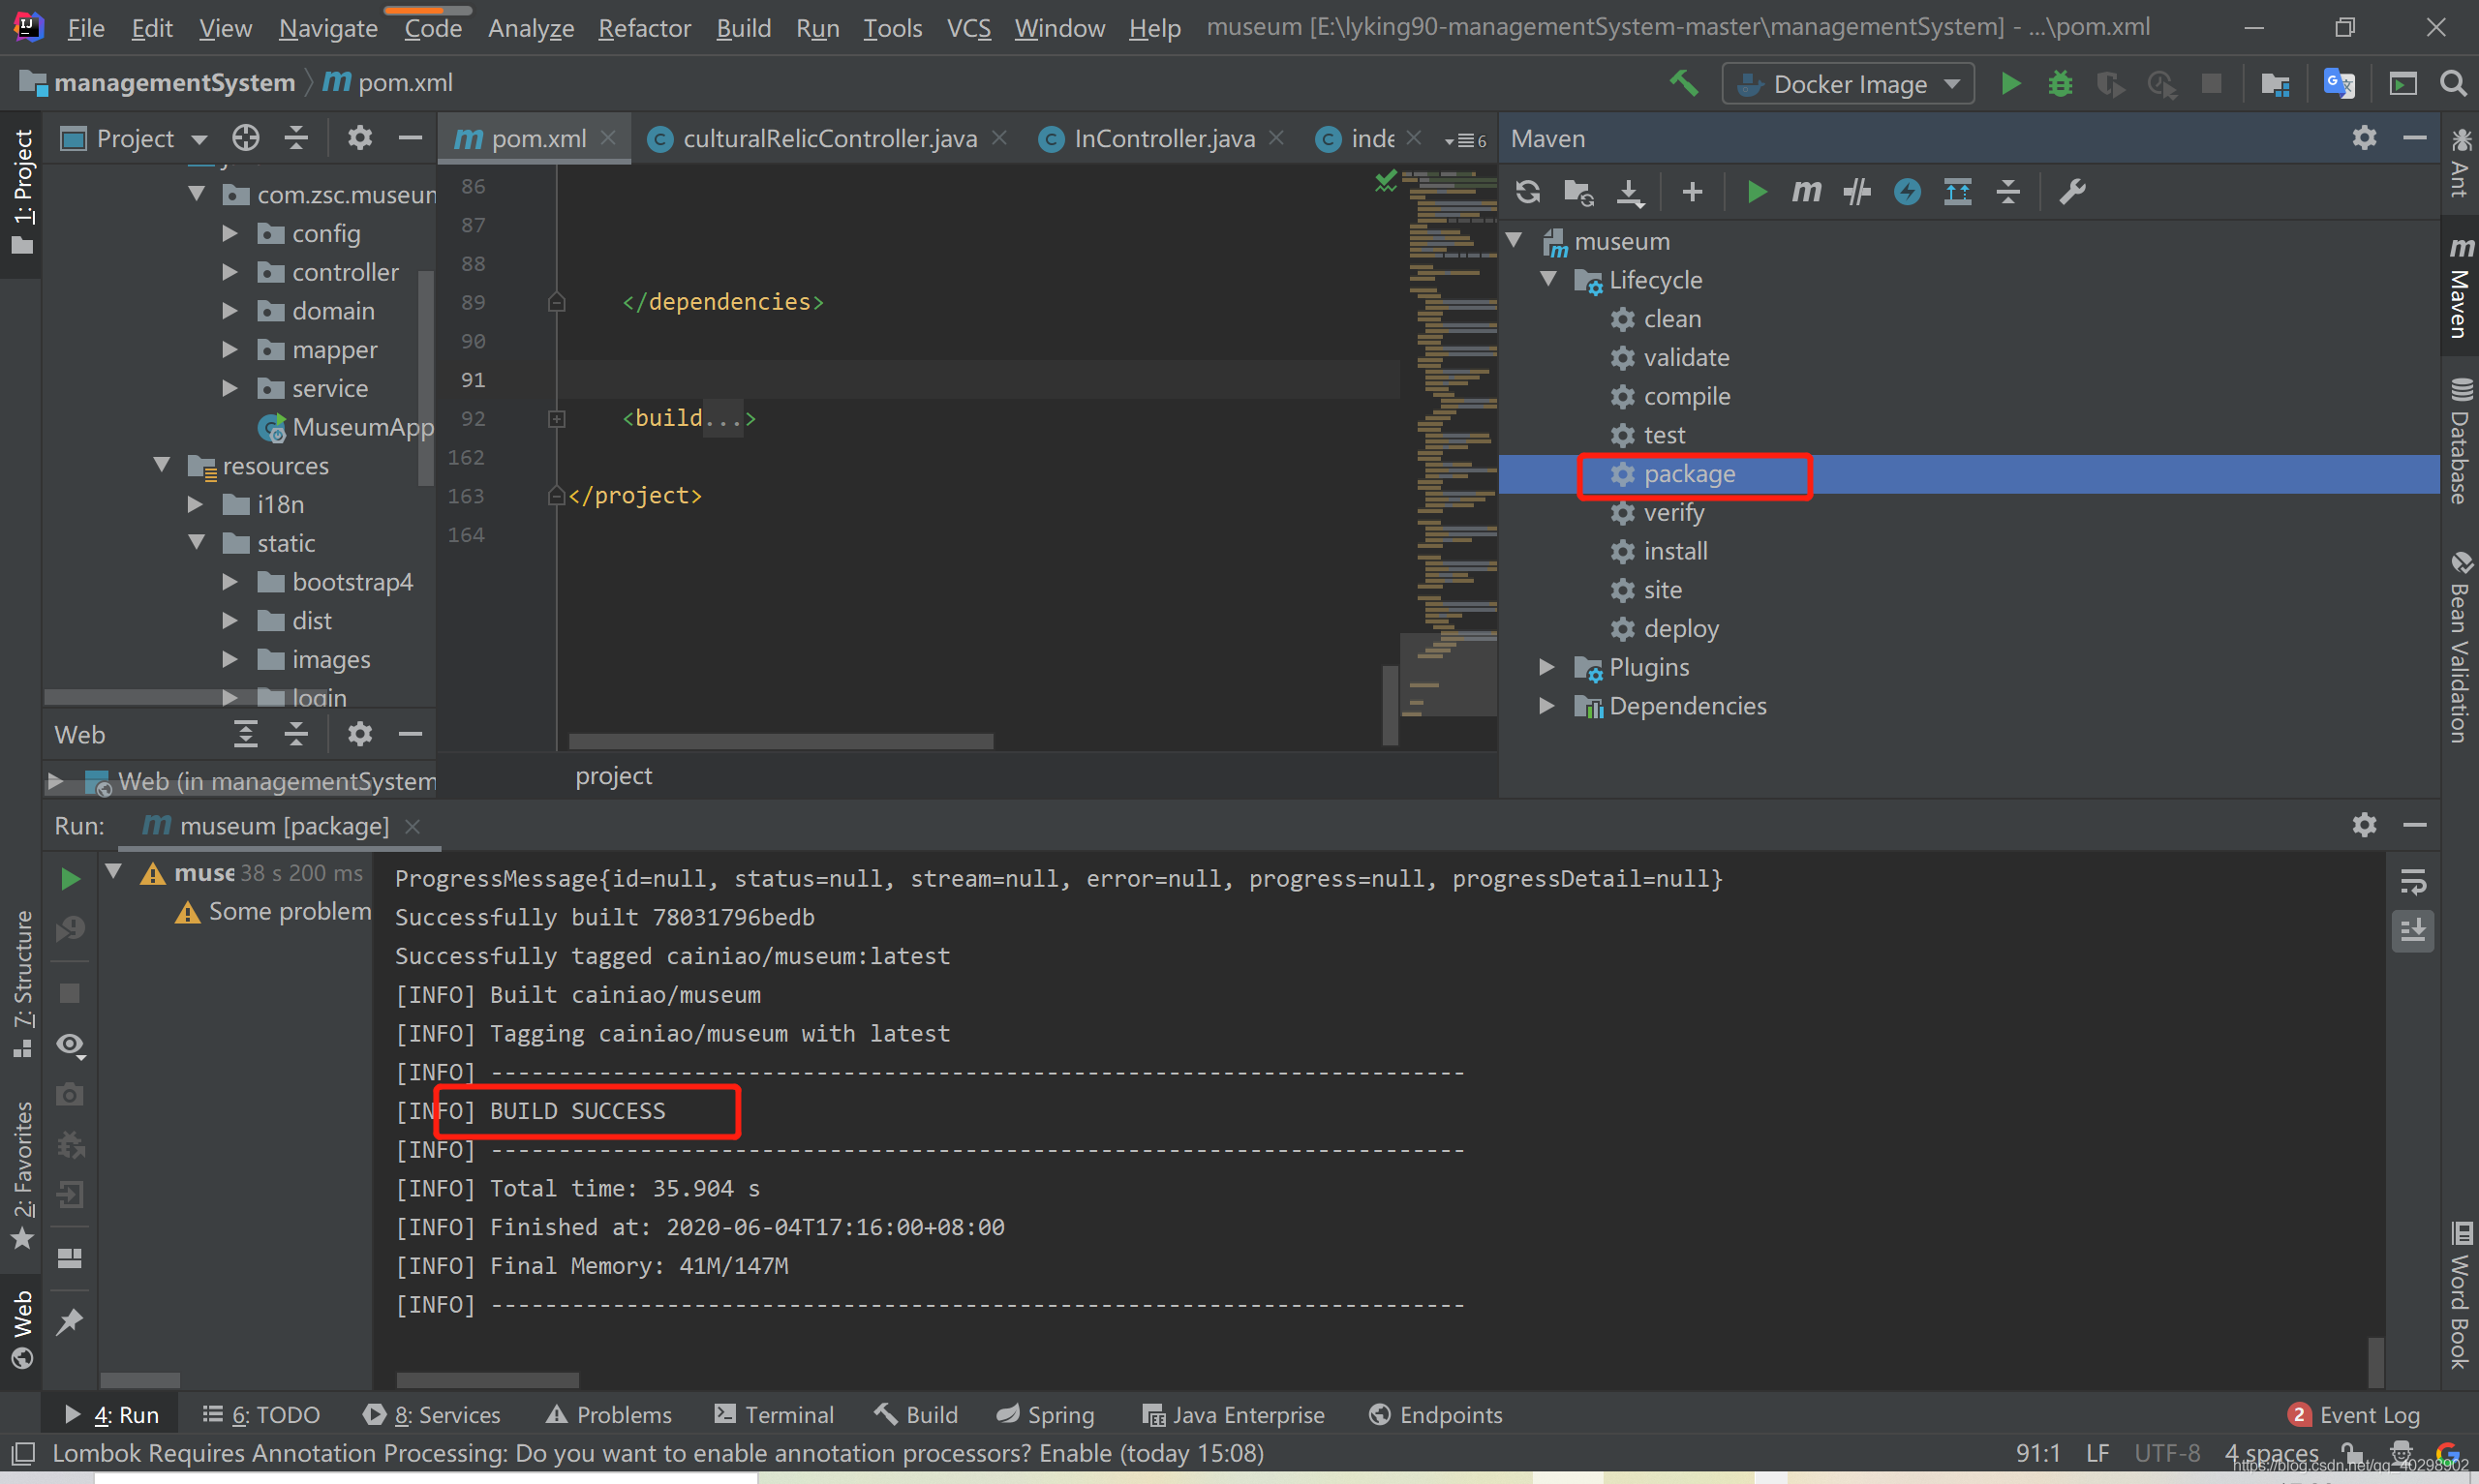 File Edit View Navigate Code Analyze Refactor Build Run Tools VCS Window Help museum [E:\lyking90-managementSystem-master\managementSystem] - ...\pom.xml
managementSystem pom.xml
Docker Image
1: Project
Project
pom.xml
culturalRelicController.java
InController.java
inde
6
Maven
com.zsc.museum
config
controller
domain
mapper
service
MuseumApp
resources
i18n
static
bootstrap4
dist
images
login
Web
Web (in managementSystem
86
87
88
89 </dependencies>
90
91
92 <build...>
162
163 </project>
164
project
museum
Lifecycle
clean
validate
compile
test
package
verify
install
site
deploy
Plugins
Dependencies
Ant
Maven
Database
Bean Validation
Word Book
Run: museum [package]
muse 38 s 200 ms
Some problem
ProgressMessage{id=null, status=null, stream=null, error=null, progress=null, progressDetail=null}
Successfully built 78031796bedb
Successfully tagged cainiao/museum:latest
[INFO] Built cainiao/museum
[INFO] Tagging cainiao/museum with latest
[INFO] ------------------------------------------------------------------------
[INFO] BUILD SUCCESS
[INFO] ------------------------------------------------------------------------
[INFO] Total time: 35.904 s
[INFO] Finished at: 2020-06-04T17:16:00+08:00
[INFO] Final Memory: 41M/147M
[INFO] ------------------------------------------------------------------------
7: Structure
2: Favorites
Web
4: Run 6: TODO 8: Services Problems Terminal Build Spring Java Enterprise Endpoints 2 Event Log
Lombok Requires Annotation Processing: Do you want to enable annotation processors? Enable (today 15:08) 91:1 LF UTF-8 4 spaces
https://blog.csdn.net/qq_40298902